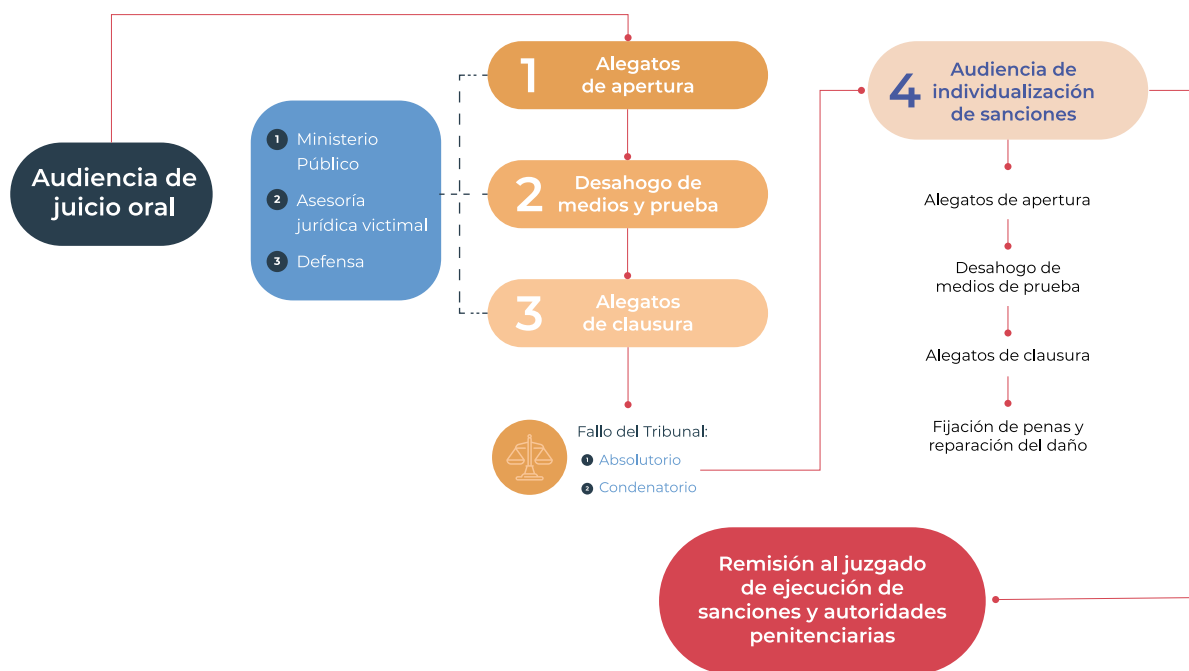 Audiencia de
juicio oral
1 Ministerio
Público
2 Asesoría
jurídica victimal
3 Defensa
1 Alegatos
de apertura
2 Desahogo de
medios y prueba
3 Alegatos
de clausura
Fallo del Tribunal:
1 Absolutorio
2 Condenatorio
4 Audiencia de
individualización
de sanciones
Alegatos de apertura
Desahogo de
medios de prueba
Alegatos de clausura
Fijación de penas y
reparación del daño
Remisión al juzgado
de ejecución de
sanciones y autoridades
penitenciarias